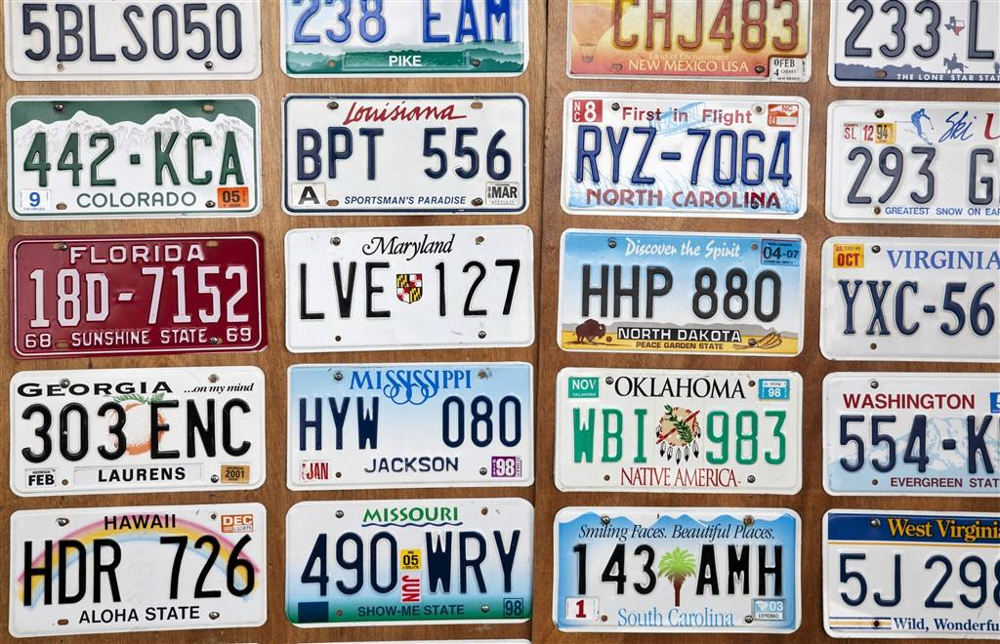 5BLS050
238 EAM
PIKE
CHJ483
Land of Enchantment
NEW MEXICO USA
FEB
233 L
THE LONE STAR
442·KCA
9
05
COLORADO
Louisiana
BPT 556
A
SPORTSMAN'S PARADISE
MAR
NC 8
First in Flight
NC
RYZ-7064
NORTH CAROLINA
SL 12 94
Ski
293 G
GREATEST SNOW ON
FLORIDA
18D-7152
68 SUNSHINE STATE 69
Maryland
LVE 127
Discover the Spirit
04-07
HHP 880
NORTH DAKOTA
PEACE GARDEN STATE
OCT
VIRGINIA
YXC-56
GEORGIA ...on my mind
303 ENC
GEORGIA
FEB
LAURENS
2001
MISSISSIPPI
HYW 080
JAN
JACKSON
98
NOV
OKLAHOMA
OKLAHOMA
98
WBI 983
NATIVE AMERICA
WASHINGTON
554-K
EVERGREEN STAT
HAWAII
DEC
HDR 726
ALOHA STATE
MISSOURI
490 WRY
MO
05
JUN
SHOW-ME STATE
98
Smiling Faces. Beautiful Places.
143 AMH
1
South Carolina
03
West Virginia
5J 298
Wild, Wonderfu